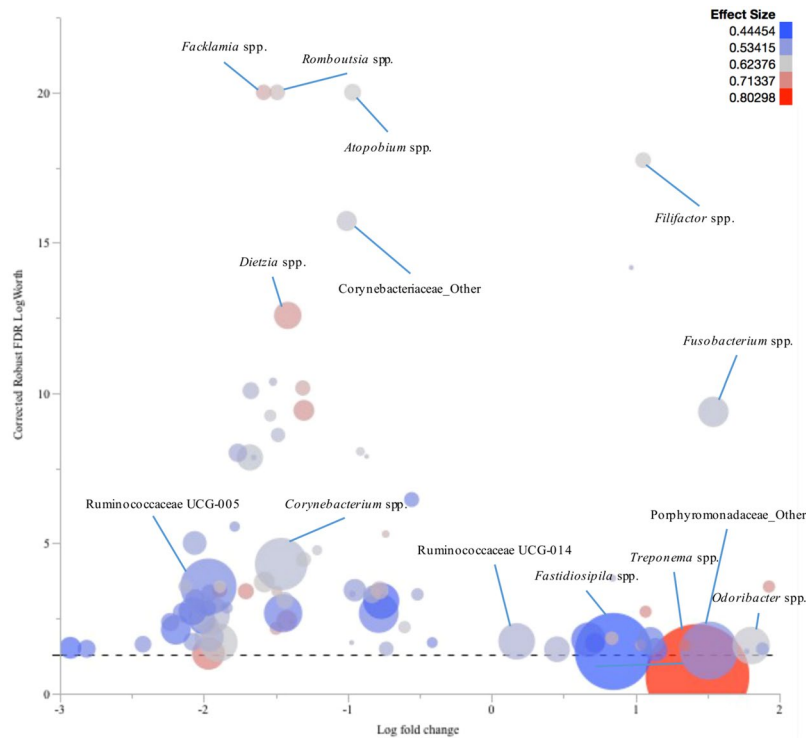 Effect Size
0.44454
0.53415
0.62376
0.71337
0.80298
Facklamia spp.
Romboutsia spp.
20
Atopobium spp.
Filifactor spp.
15
Dietzia spp.
Corynebacteriaceae_Other
Fusobacterium spp.
Corrected Robust FDR LogWorth
10
Ruminococcaceae UCG-005
Corynebacterium spp.
Porphyromonadaceae_Other
5
Ruminococcaceae UCG-014
Treponema spp.
Fastidiosipila spp.
Odoribacter spp.
0
-3 -2 -1 0 1 2
Log fold change